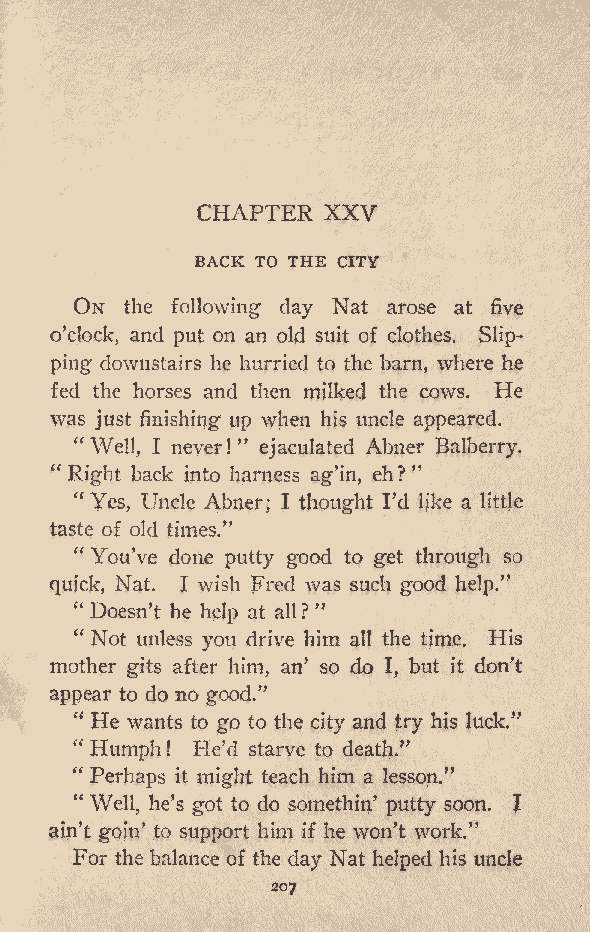 CHAPTER XXV
BACK TO THE CITY
ON the following day Nat arose at five
o'clock, and put on an old suit of clothes. Slip-
ping downstairs he hurried to the barn, where he
fed the horses and then milked the cows. He
was just finishing up when his uncle appeared.
"Well, I never!" ejaculated Abner Balberry.
"Right back into harness ag'in, eh?"
"Yes, Uncle Abner; I thought I'd like a little
taste of old times."
"You've done putty good to get through so
quick, Nat. I wish Fred was such good help."
"Doesn't he help at all?"
"Not unless you drive him all the time. His
mother gits after him, an' so do I, but it don't
appear to do no good."
"He wants to go to the city and try his luck."
"Humph! He'd starve to death."
"Perhaps it might teach him a lesson."
"Well, he's got to do somethin' putty soon. I
ain't goin' to support him if he won't work."
For the balance of the day Nat helped his uncle
207